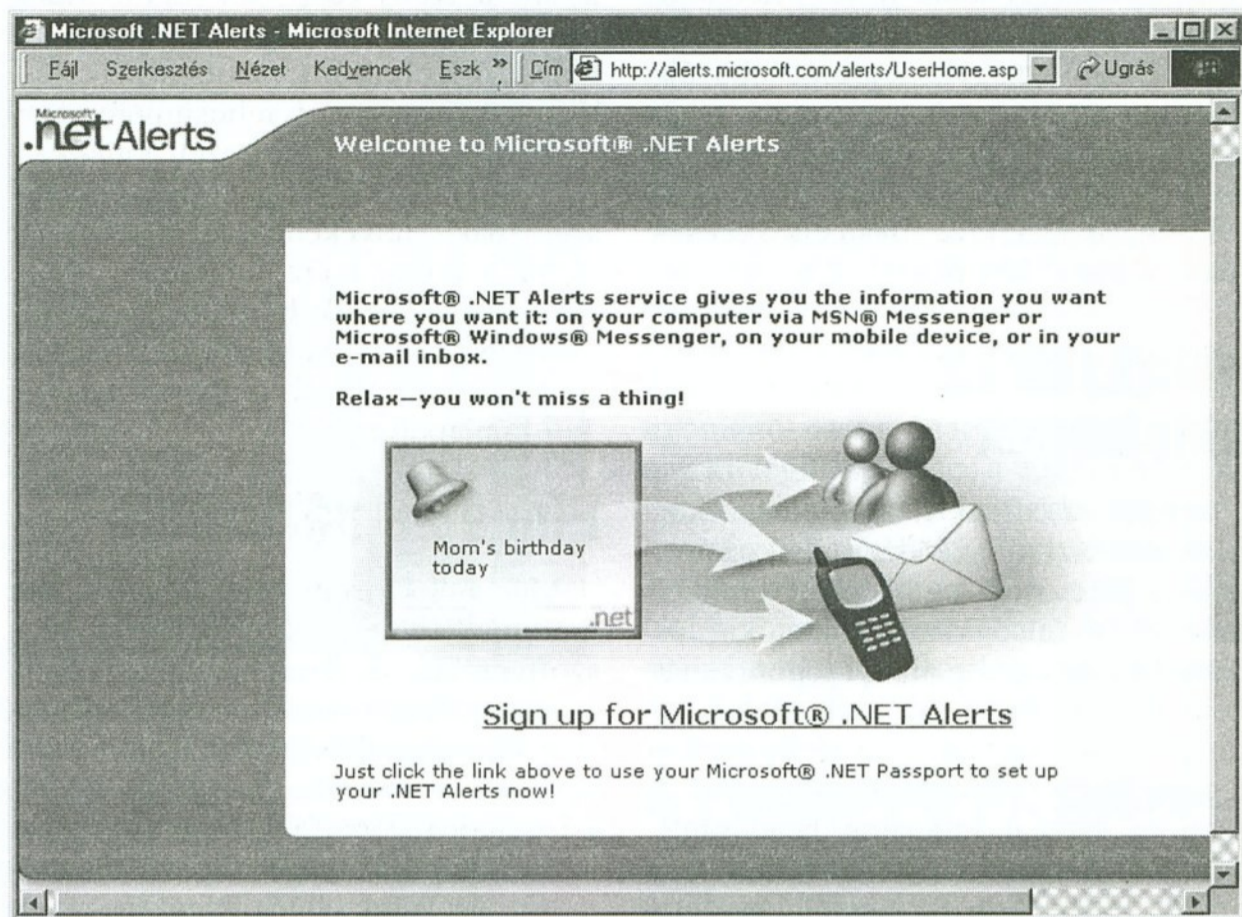 Microsoft .NET Alerts - Microsoft Internet Explorer
Fájl Szerkesztés Nézet Kedvencek Eszk » Cím http://alerts.microsoft.com/alerts/UserHome.asp Ugrás
Microsoft®
.net Alerts
Welcome to Microsoft® .NET Alerts
Microsoft® .NET Alerts service gives you the information you want
where you want it: on your computer via MSN® Messenger or
Microsoft® Windows® Messenger, on your mobile device, or in your
e-mail inbox.
Relax—you won't miss a thing!
Mom's birthday
today
.net
Sign up for Microsoft® .NET Alerts
Just click the link above to use your Microsoft® .NET Passport to set up
your .NET Alerts now!